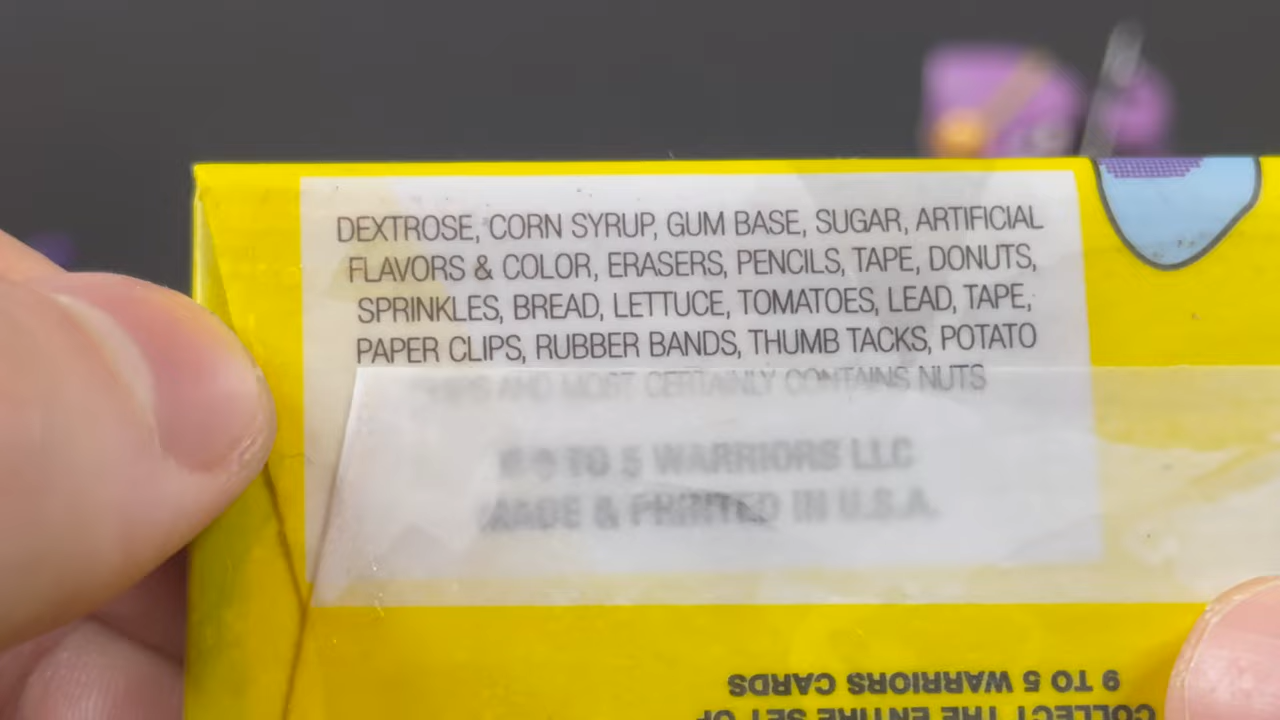 DEXTROSE, CORN SYRUP, GUM BASE, SUGAR, ARTIFICIAL
FLAVORS & COLOR, ERASERS, PENCILS, TAPE, DONUTS,
SPRINKLES, BREAD, LETTUCE, TOMATOES, LEAD, TAPE,
PAPER CLIPS, RUBBER BANDS, THUMB TACKS, POTATO
AND MOST CERTAINLY CONTAINS NUTS
TO 5 WARRIORS LLC
MADE & PRINTED IN U.S.A.
9 TO 5 WARRIORS CARDS
COLLECT THE ENTIRE SET OF